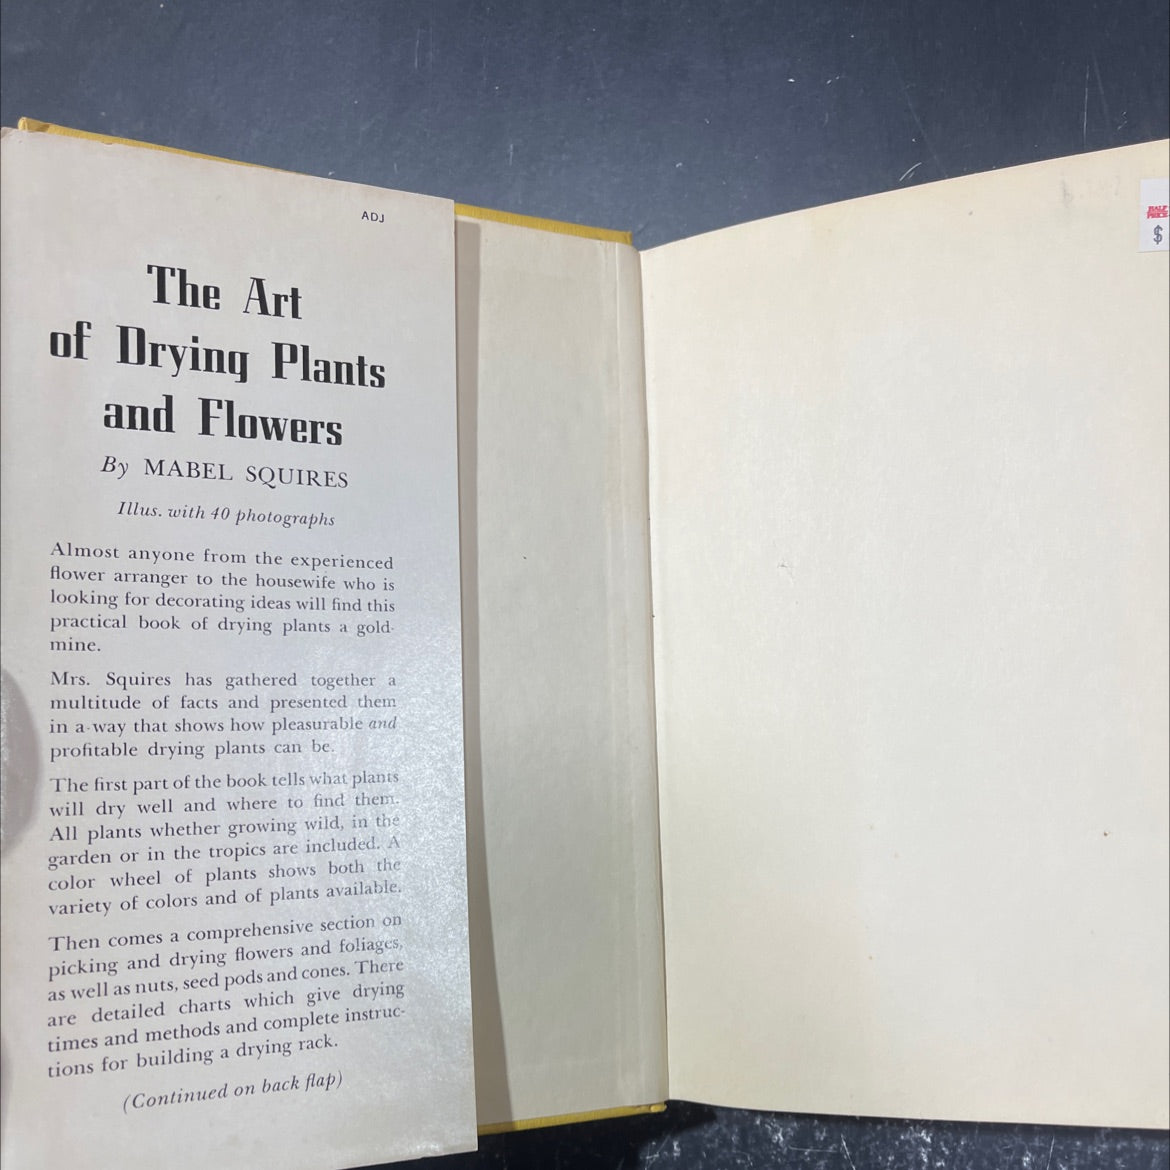 ADJ
The Art
of Drying Plants
and Flowers
By MABEL SQUIRES
Illus. with 40 photographs
Almost anyone from the experienced
flower arranger to the housewife who is
looking for decorating ideas will find this
practical book of drying plants a gold-
mine.
Mrs. Squires has gathered together a
multitude of facts and presented them
in a way that shows how pleasurable and
profitable drying plants can be.
The first part of the book tells what plants
will dry well and where to find them.
All plants whether growing wild, in the
garden or in the tropics are included. A
color wheel of plants shows both the
variety of colors and of plants available.
Then comes a comprehensive section on
picking and drying flowers and foliages,
as well as nuts, seed pods and cones. There
are detailed charts which give drying
times and methods and complete instruc-
tions for building a drying rack.
(Continued on back flap)
HALF
PRICE
$